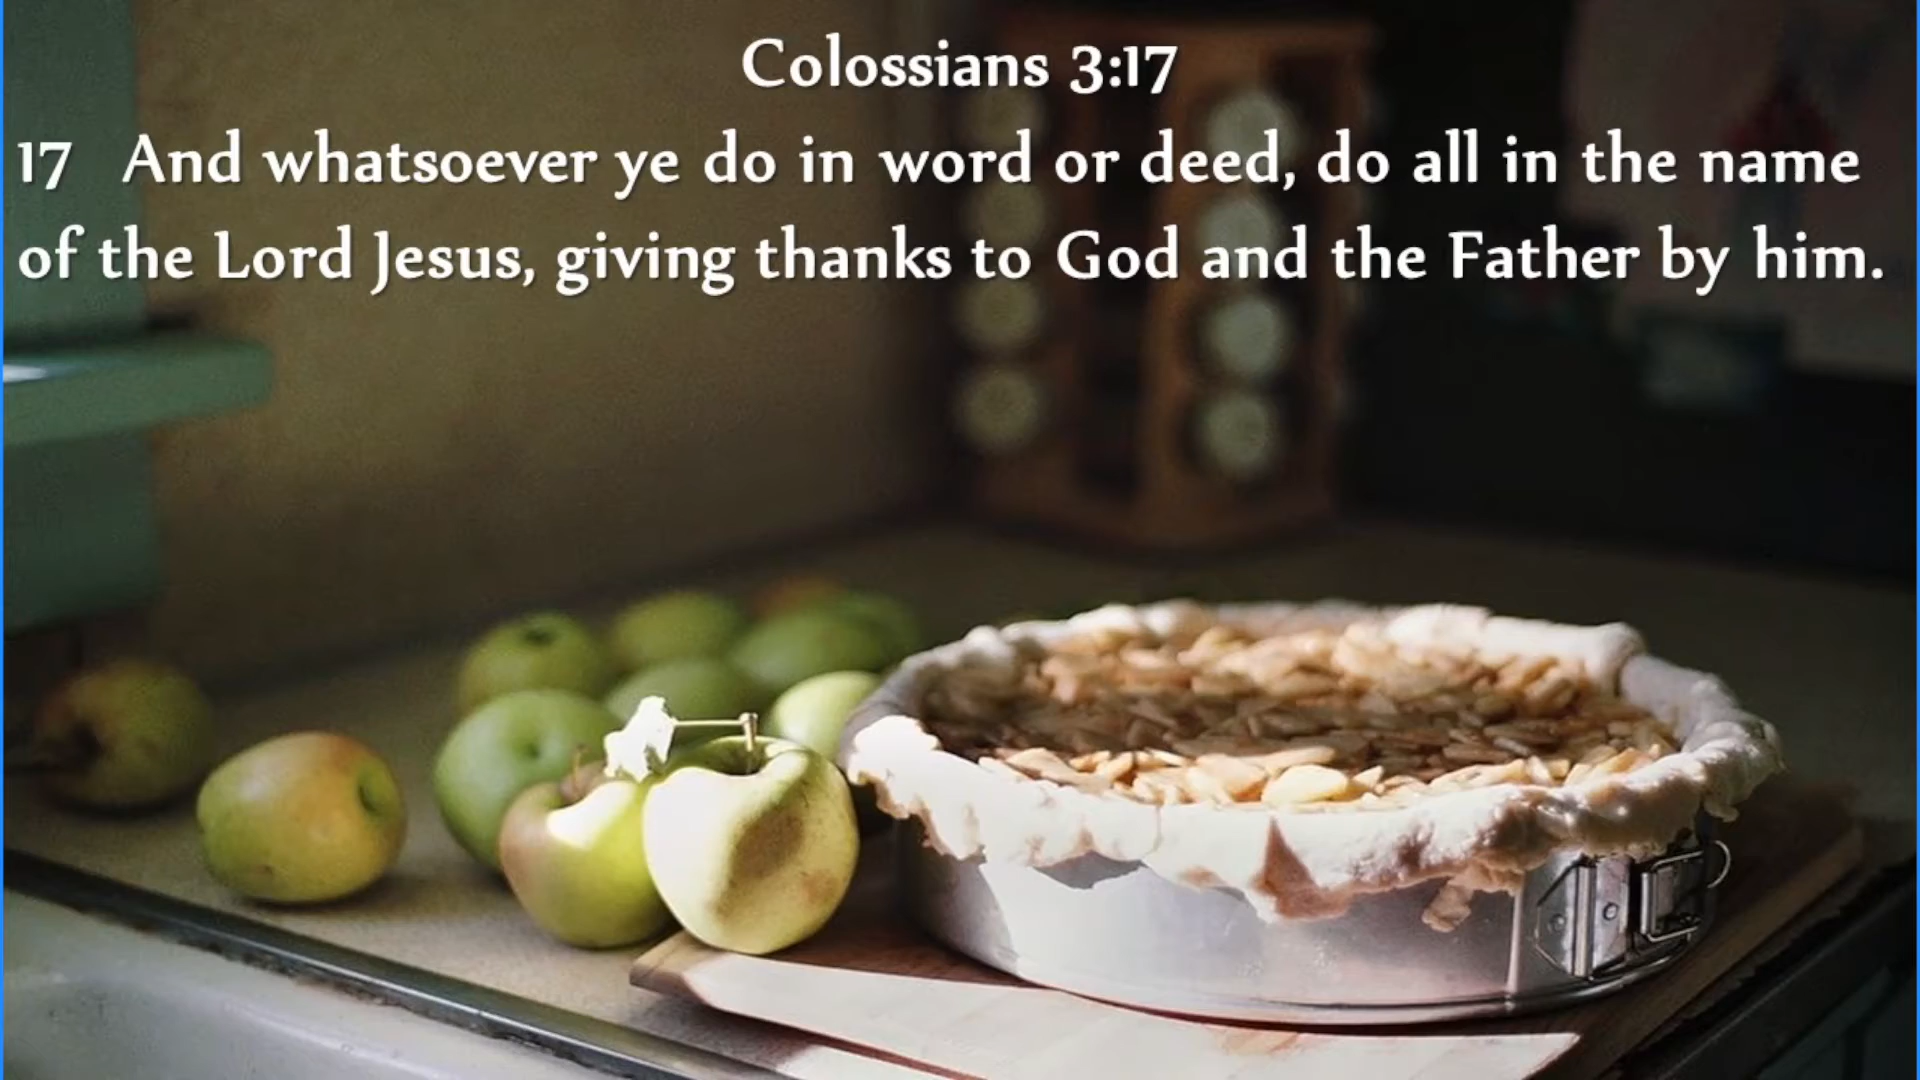 Colossians 3:17
17 And whatsoever ye do in word or deed, do all in the name
of the Lord Jesus, giving thanks to God and the Father by him.